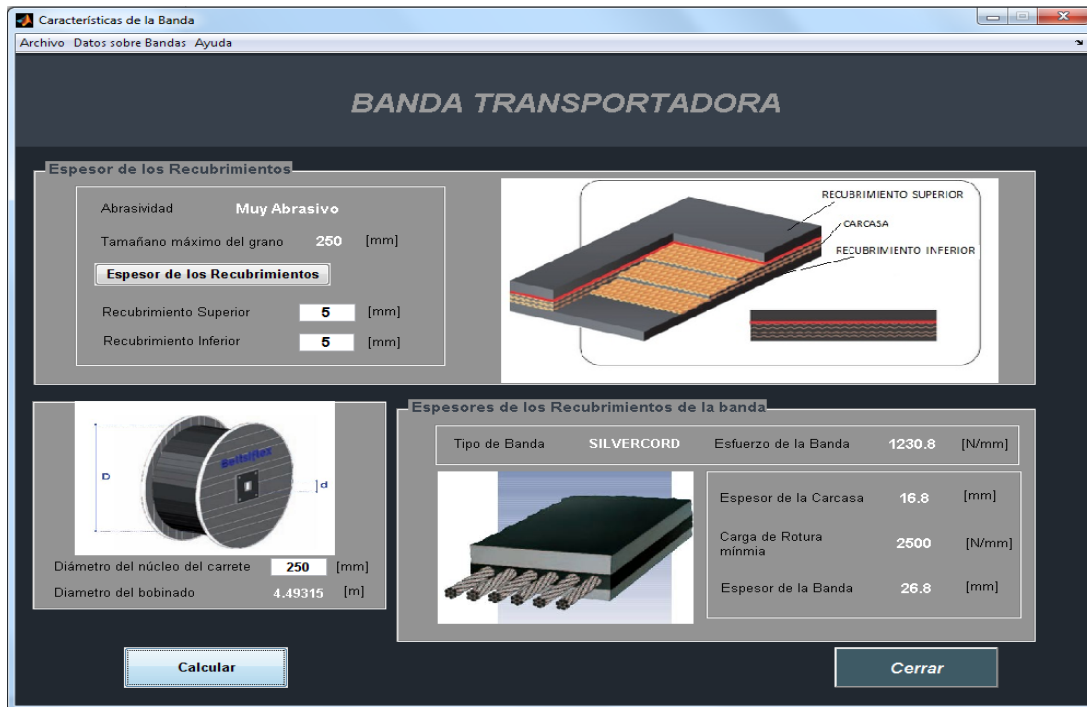 Características de la Banda
Archivo Datos sobre Bandas Ayuda
BANDA TRANSPORTADORA
Espesor de los Recubrimientos
Abrasividad Muy Abrasivo
Tamañano máximo del grano 250 [mm]
Espesor de los Recubrimientos
Recubrimiento Superior 5 [mm]
Recubrimiento Inferior 5 [mm]
RECUBRIMIENTO SUPERIOR
CARCASA
RECUBRIMIENTO INFERIOR
D
Beltsiflex
d
Diámetro del núcleo del carrete 250 [mm]
Diametro del bobinado 4.49315 [m]
Espesores de los Recubrimientos de la banda
Tipo de Banda SILVERCORD Esfuerzo de la Banda 1230.8 [N/mm]
Espesor de la Carcasa 16.8 [mm]
Carga de Rotura
mínmia 2500 [N/mm]
Espesor de la Banda 26.8 [mm]
Calcular
Cerrar